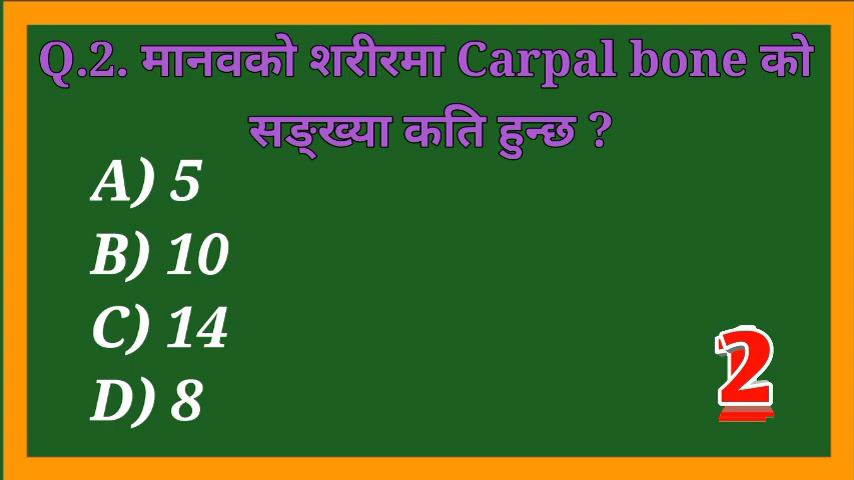 Q.2. मानवको शरीरमा Carpal bone को
सङ्ख्या कति हुन्छ ?
A) 5
B) 10
C) 14
D) 8
2